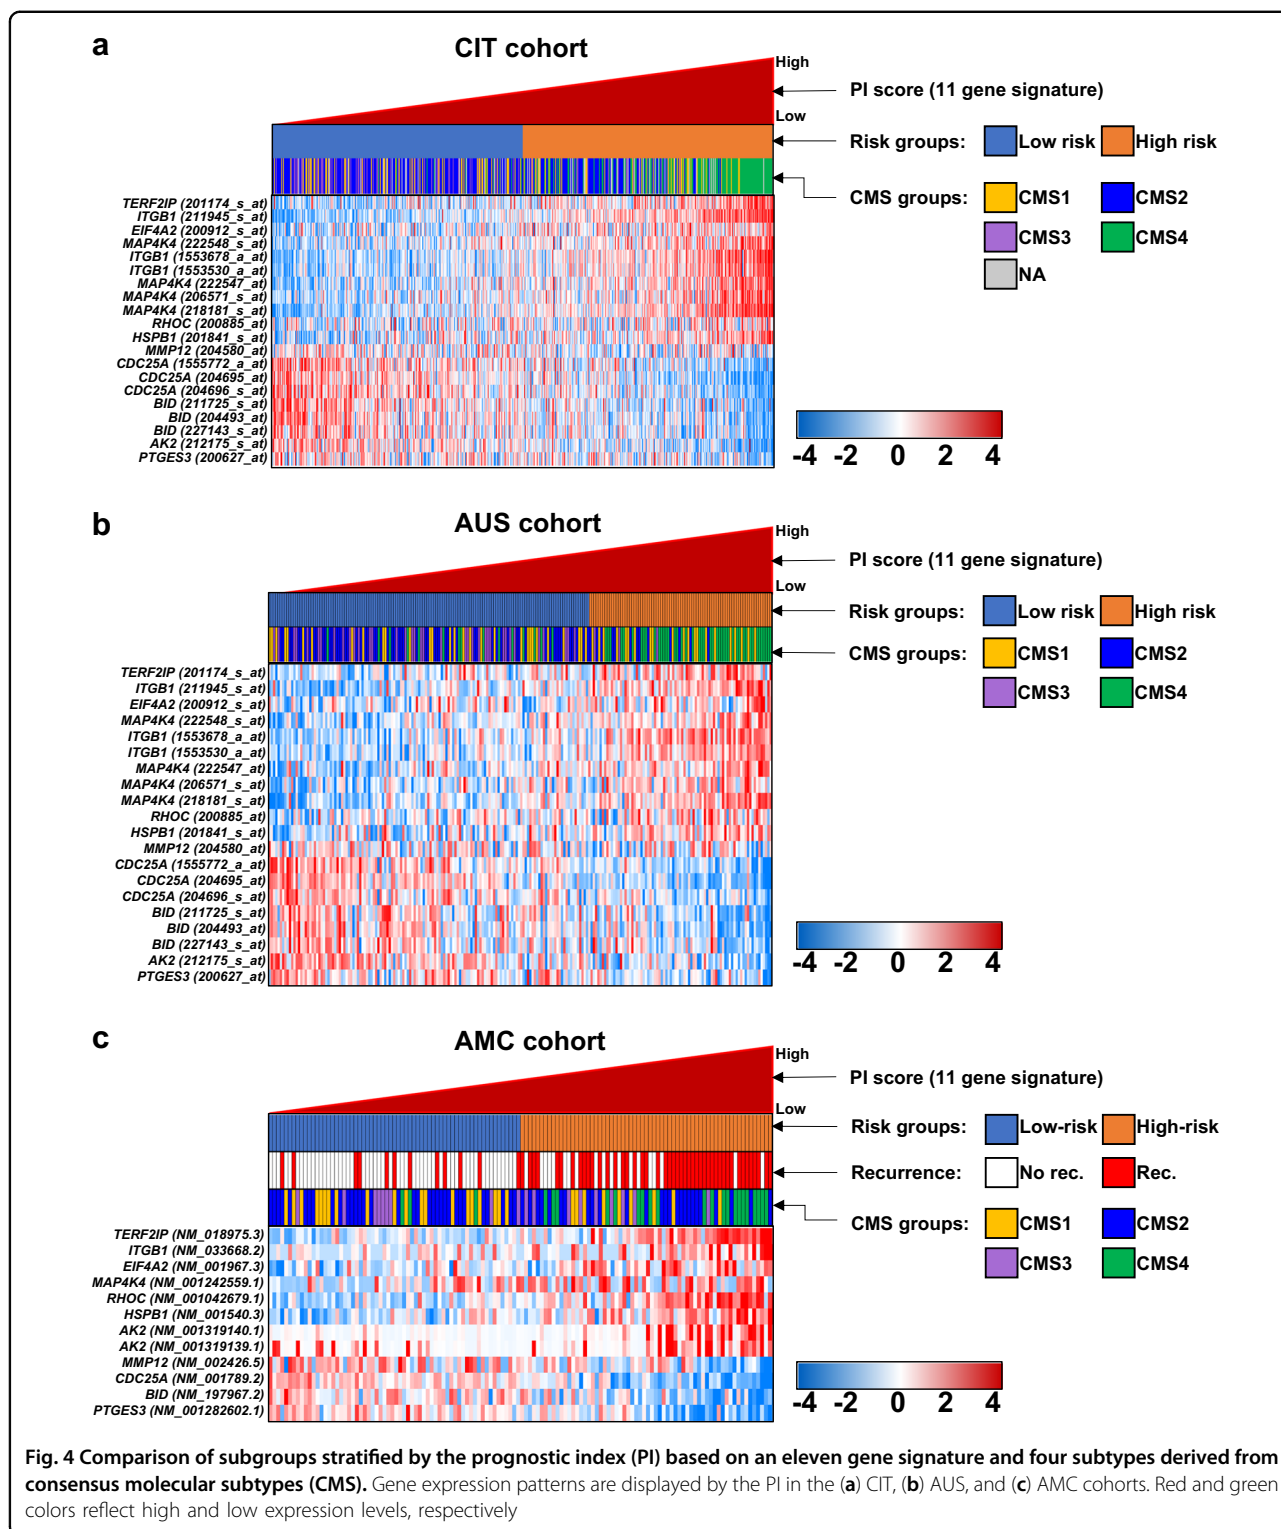 a
CIT cohort
High
Low
PI score (11 gene signature)
Risk groups: Low risk High risk
CMS groups: CMS1 CMS2
CMS3 CMS4
NA
TERF2IP (201174_s_at)
ITGB1 (211945_s_at)
EIF4A2 (200912_s_at)
MAP4K4 (222548_s_at)
ITGB1 (1553678_a_at)
ITGB1 (1553530_a_at)
MAP4K4 (222547_at)
MAP4K4 (206571_s_at)
MAP4K4 (218181_s_at)
RHOC (200885_at)
HSPB1 (201841_s_at)
MMP12 (204580_at)
CDC25A (1555772_a_at)
CDC25A (204695_at)
CDC25A (204696_s_at)
BID (211725_s_at)
BID (204493_at)
BID (227143_s_at)
AK2 (212175_s_at)
PTGES3 (200627_at)
-4 -2 0 2 4
b
AUS cohort
High
Low
PI score (11 gene signature)
Risk groups: Low risk High risk
CMS groups: CMS1 CMS2
CMS3 CMS4
TERF2IP (201174_s_at)
ITGB1 (211945_s_at)
EIF4A2 (200912_s_at)
MAP4K4 (222548_s_at)
ITGB1 (1553678_a_at)
ITGB1 (1553530_a_at)
MAP4K4 (222547_at)
MAP4K4 (206571_s_at)
MAP4K4 (218181_s_at)
RHOC (200885_at)
HSPB1 (201841_s_at)
MMP12 (204580_at)
CDC25A (1555772_a_at)
CDC25A (204695_at)
CDC25A (204696_s_at)
BID (211725_s_at)
BID (204493_at)
BID (227143_s_at)
AK2 (212175_s_at)
PTGES3 (200627_at)
-4 -2 0 2 4
c
AMC cohort
High
Low
PI score (11 gene signature)
Risk groups: Low-risk High-risk
Recurrence: No rec. Rec.
CMS groups: CMS1 CMS2
CMS3 CMS4
TERF2IP (NM_018975.3)
ITGB1 (NM_033668.2)
EIF4A2 (NM_001967.3)
MAP4K4 (NM_001242559.1)
RHOC (NM_001042679.1)
HSPB1 (NM_001540.3)
AK2 (NM_001319140.1)
AK2 (NM_001319139.1)
MMP12 (NM_002426.5)
CDC25A (NM_001789.2)
BID (NM_197967.2)
PTGES3 (NM_001282602.1)
-4 -2 0 2 4
Fig. 4 Comparison of subgroups stratified by the prognostic index (PI) based on an eleven gene signature and four subtypes derived from
consensus molecular subtypes (CMS). Gene expression patterns are displayed by the PI in the (a) CIT, (b) AUS, and (c) AMC cohorts. Red and green
colors reflect high and low expression levels, respectively